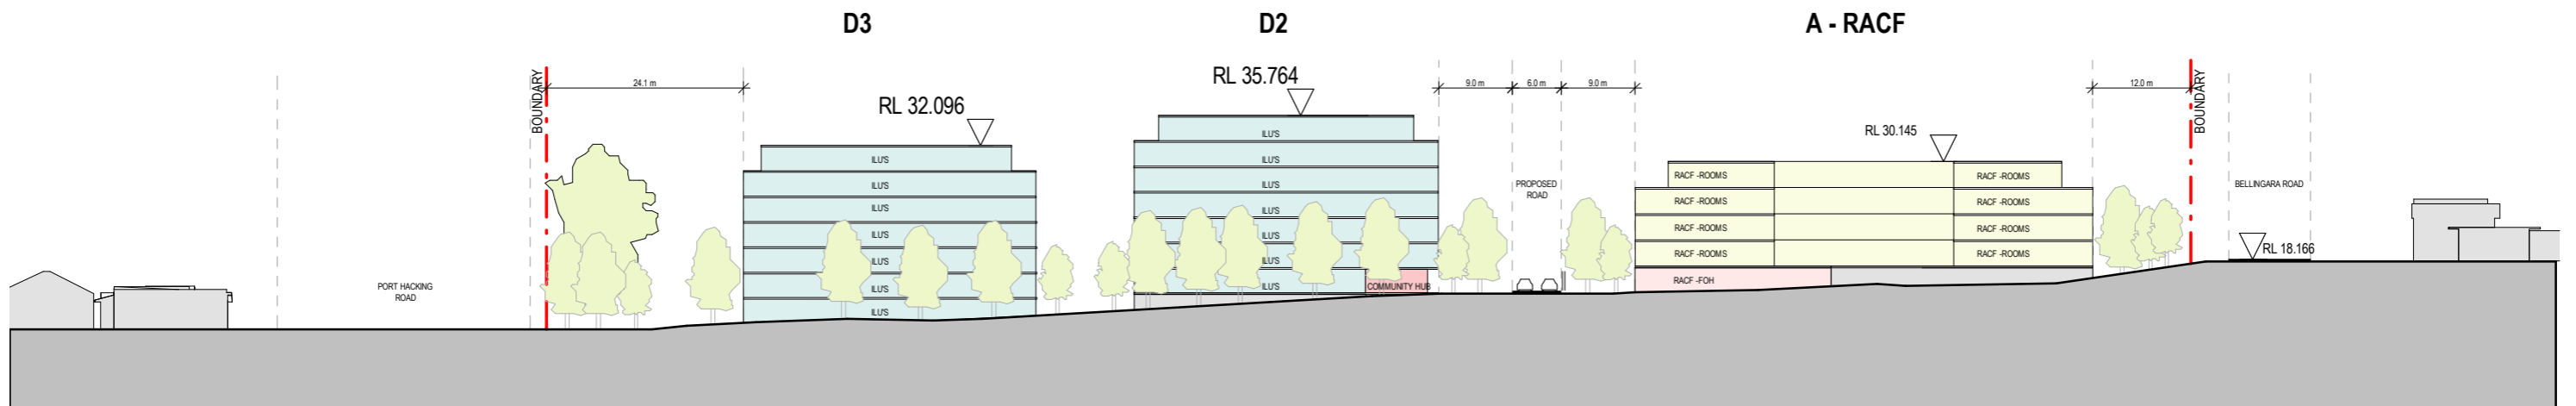 D3
D2
A - RACF
BOUNDARY
24.1 m
RL 32.096
RL 35.764
9.0 m
6.0 m
9.0 m
RL 30.145
12.0 m
BOUNDARY
ILU'S
ILU'S
ILU'S
ILU'S
ILU'S
ILU'S
ILU'S
ILU'S
ILU'S
ILU'S
ILU'S
ILU'S
ILU'S
ILU'S
COMMUNITY HUB
PROPOSED
ROAD
RACF -ROOMS
RACF -ROOMS
RACF -ROOMS
RACF -ROOMS
RACF -ROOMS
RACF -ROOMS
RACF -ROOMS
RACF -ROOMS
RACF -FOH
BELLINGARA ROAD
RL 18.166
PORT HACKING
ROAD